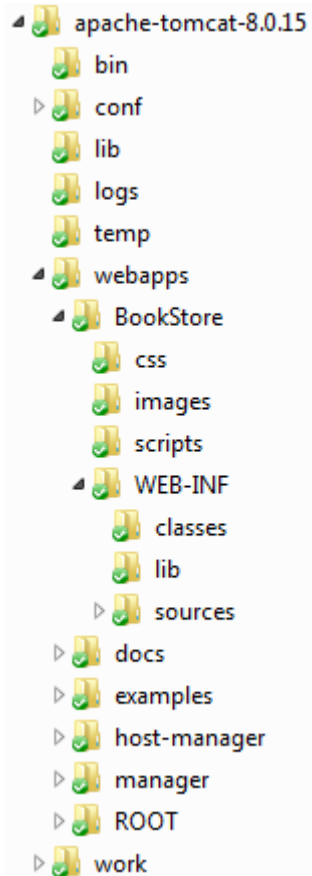 apache-tomcat-8.0.15
bin
conf
lib
logs
temp
webapps
BookStore
css
images
scripts
WEB-INF
classes
lib
sources
docs
examples
host-manager
manager
ROOT
work